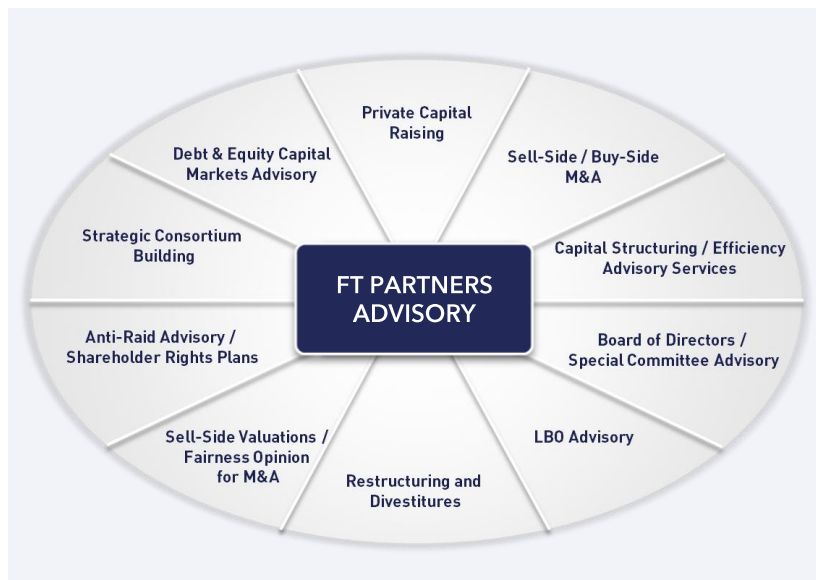 Private Capital
Raising
Debt & Equity Capital
Markets Advisory
Sell-Side / Buy-Side
M&A
Strategic Consortium
Building
Capital Structuring / Efficiency
Advisory Services
FT PARTNERS
ADVISORY
Anti-Raid Advisory /
Shareholder Rights Plans
Board of Directors /
Special Committee Advisory
Sell-Side Valuations /
Fairness Opinion
for M&A
LBO Advisory
Restructuring and
Divestitures